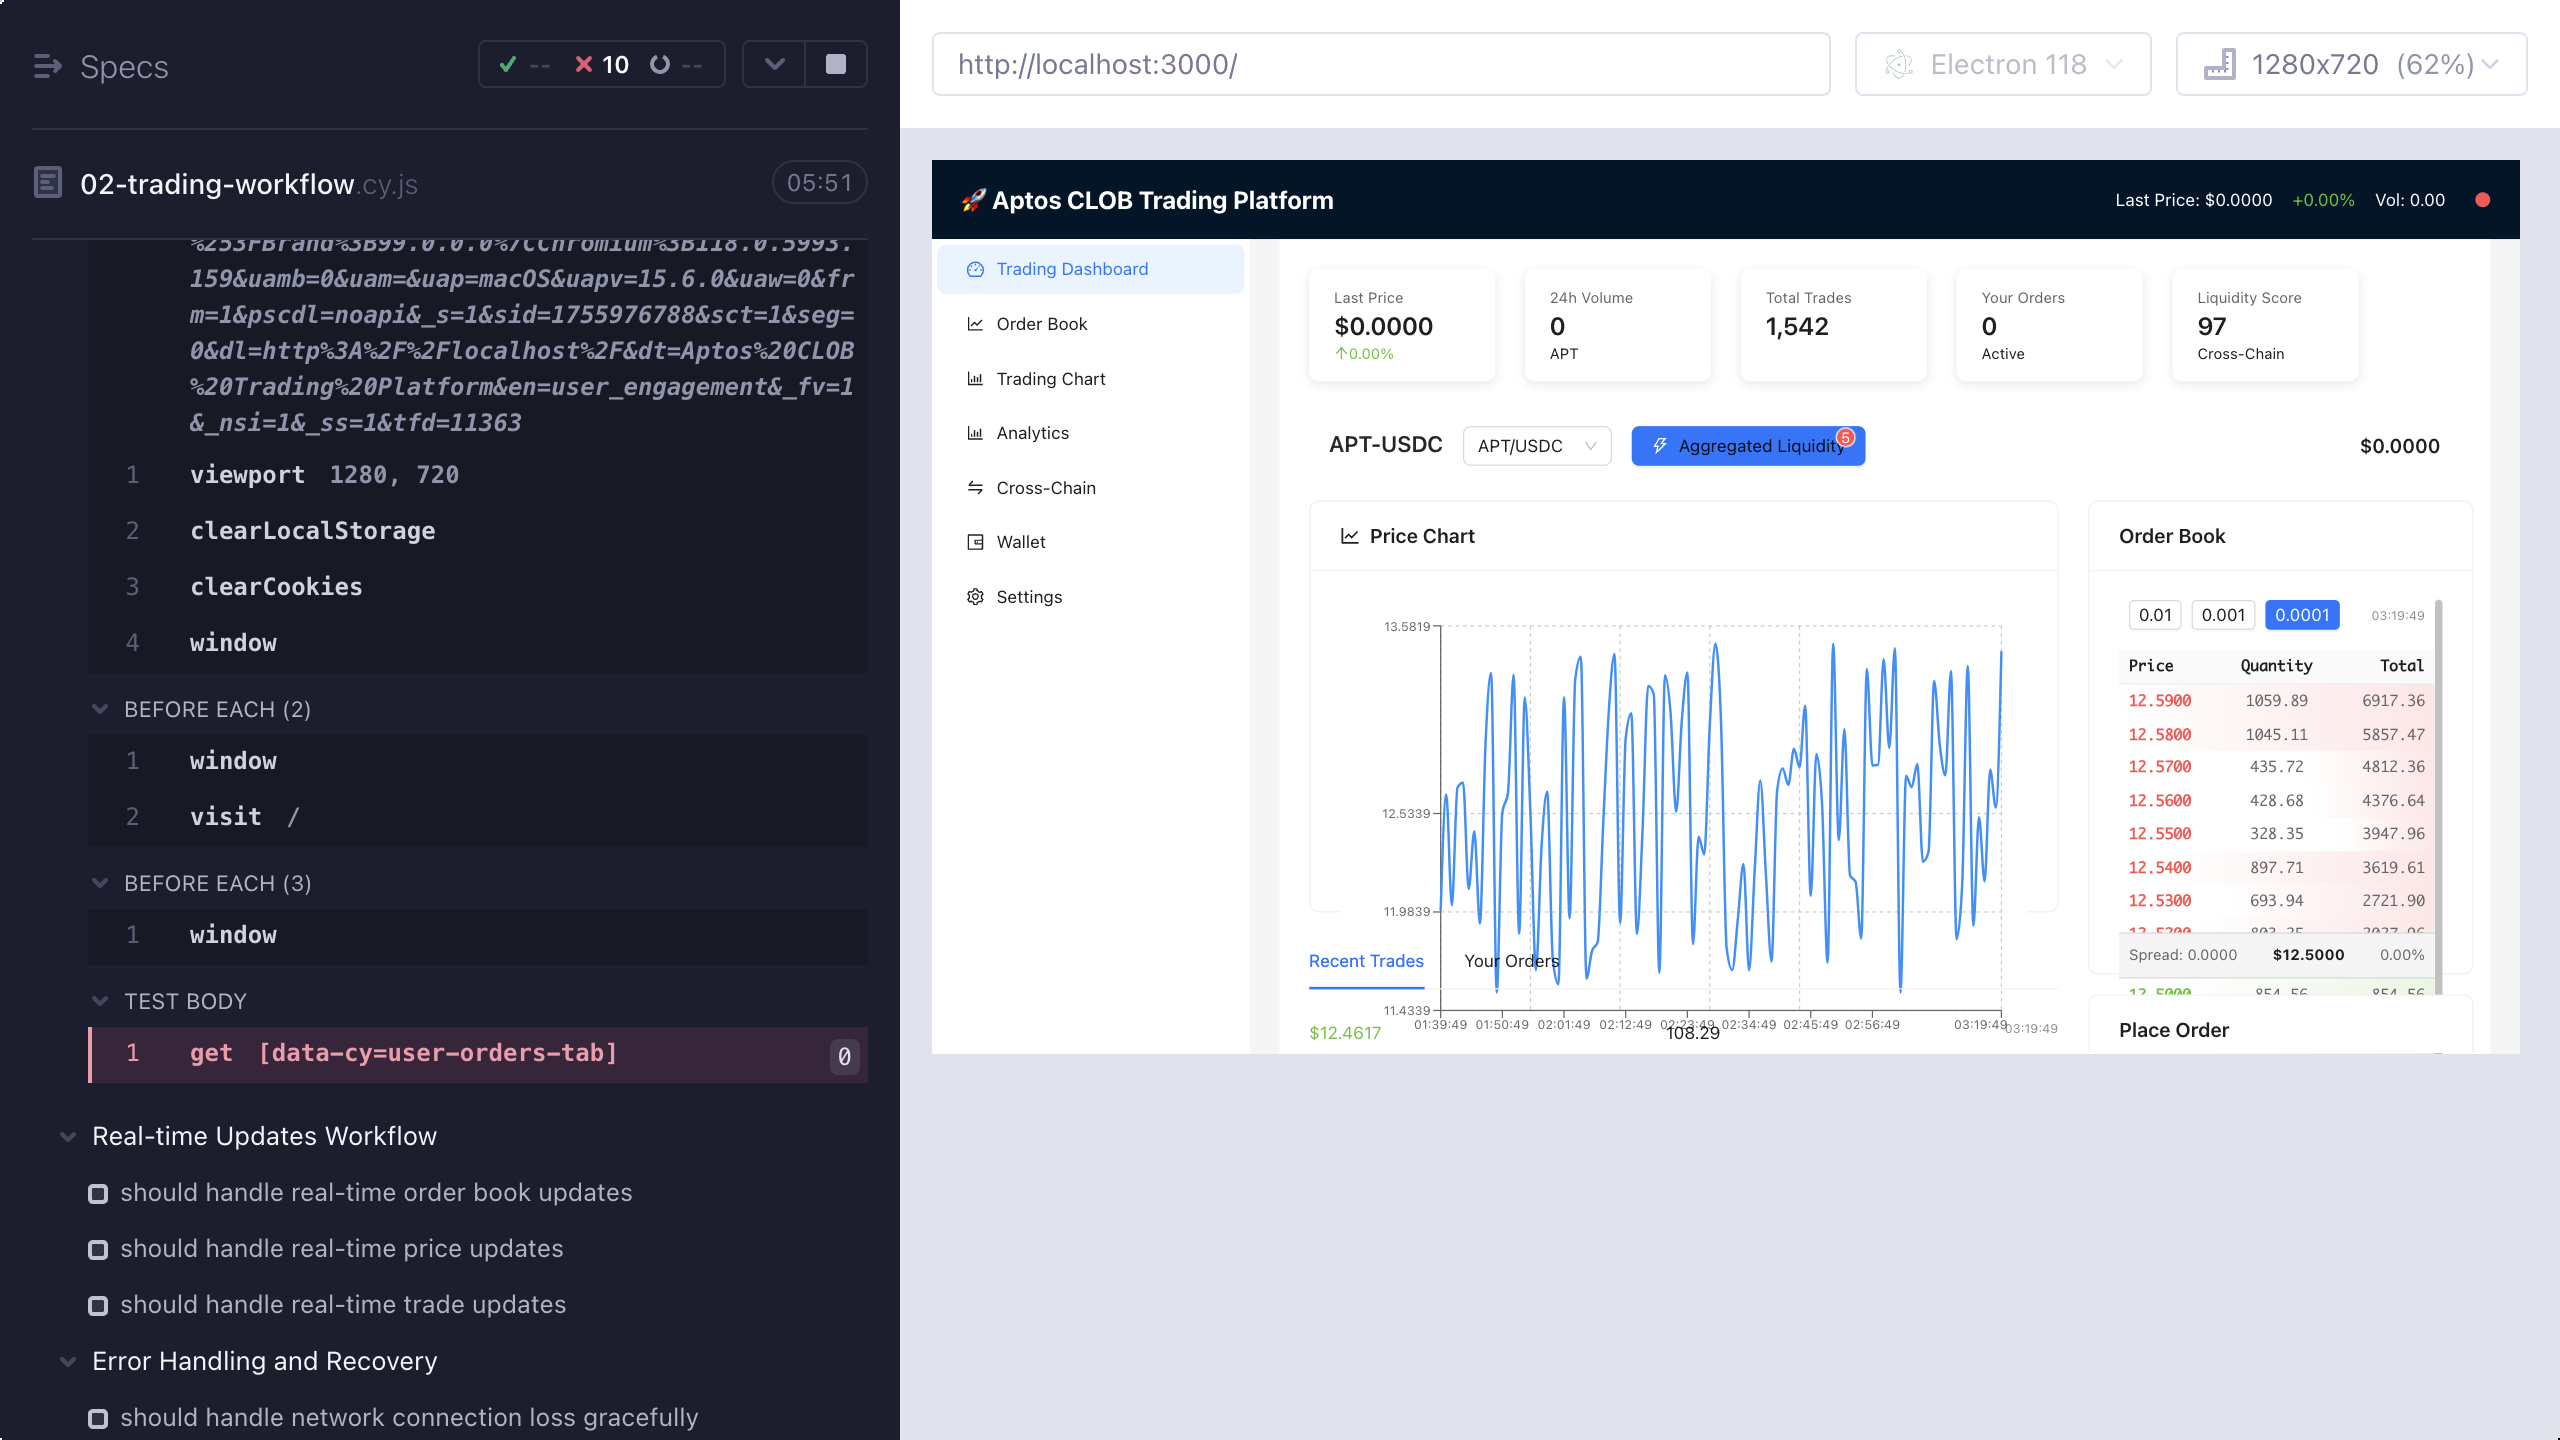 Specs
-- 10 --
02-trading-workflow.cy.js
05:51
%253FBrand%3B99.0.0.0%7CChromium%3B118.0.5993.
159&uamb=0&uam=&uap=macOS&uapv=15.6.0&uaw=0&fr
m=1&pscdl=noapi&_s=1&sid=1755976788&sct=1&seg=
0&dl=http%3A%2F%2Flocalhost%2F&dt=Aptos%20CLOB
%20Trading%20Platform&en=user_engagement&_fv=1
&_nsi=1&_ss=1&tfd=11363
1 viewport 1280, 720
2 clearLocalStorage
3 clearCookies
4 window
BEFORE EACH (2)
1 window
2 visit /
BEFORE EACH (3)
1 window
TEST BODY
1 get [data-cy=user-orders-tab] 0
Real-time Updates Workflow
should handle real-time order book updates
should handle real-time price updates
should handle real-time trade updates
Error Handling and Recovery
should handle network connection loss gracefully
http://localhost:3000/
Electron 118
1280x720 (62%)
🚀 Aptos CLOB Trading Platform
Last Price: $0.0000 +0.00% Vol: 0.00
Trading Dashboard
Order Book
Trading Chart
Analytics
Cross-Chain
Wallet
Settings
Last Price
$0.0000
↑0.00%
24h Volume
0
APT
Total Trades
1,542
Your Orders
0
Active
Liquidity Score
97
Cross-Chain
APT-USDC
APT/USDC
Aggregated Liquidity
5
$0.0000
Price Chart
13.5819
12.5339
11.9839
11.4339
01:39:49 01:50:49 02:01:49 02:12:49 02:23:49 02:34:49 02:45:49 02:56:49 03:19:49
Recent Trades
Your Orders
$12.4617 108.29 03:19:49
Order Book
0.01 0.001 0.0001 03:19:49
Price Quantity Total
12.5900 1059.89 6917.36
12.5800 1045.11 5857.47
12.5700 435.72 4812.36
12.5600 428.68 4376.64
12.5500 328.35 3947.96
12.5400 897.71 3619.61
12.5300 693.94 2721.90
12.5200 803.25 2027.96
Spread: 0.0000 $12.5000 0.00%
12.5000 854.56 854.56
Place Order